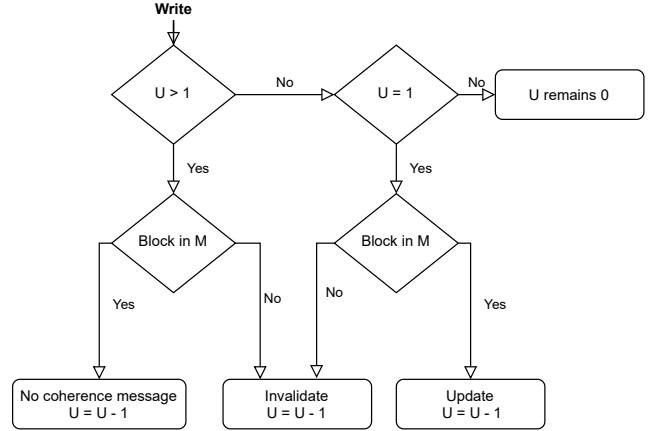 Write
U > 1
No
U = 1
No
U remains 0
Yes
Yes
Block in M
Block in M
Yes
No
No
Yes
No coherence message
U = U - 1
Invalidate
U = U - 1
Update
U = U - 1